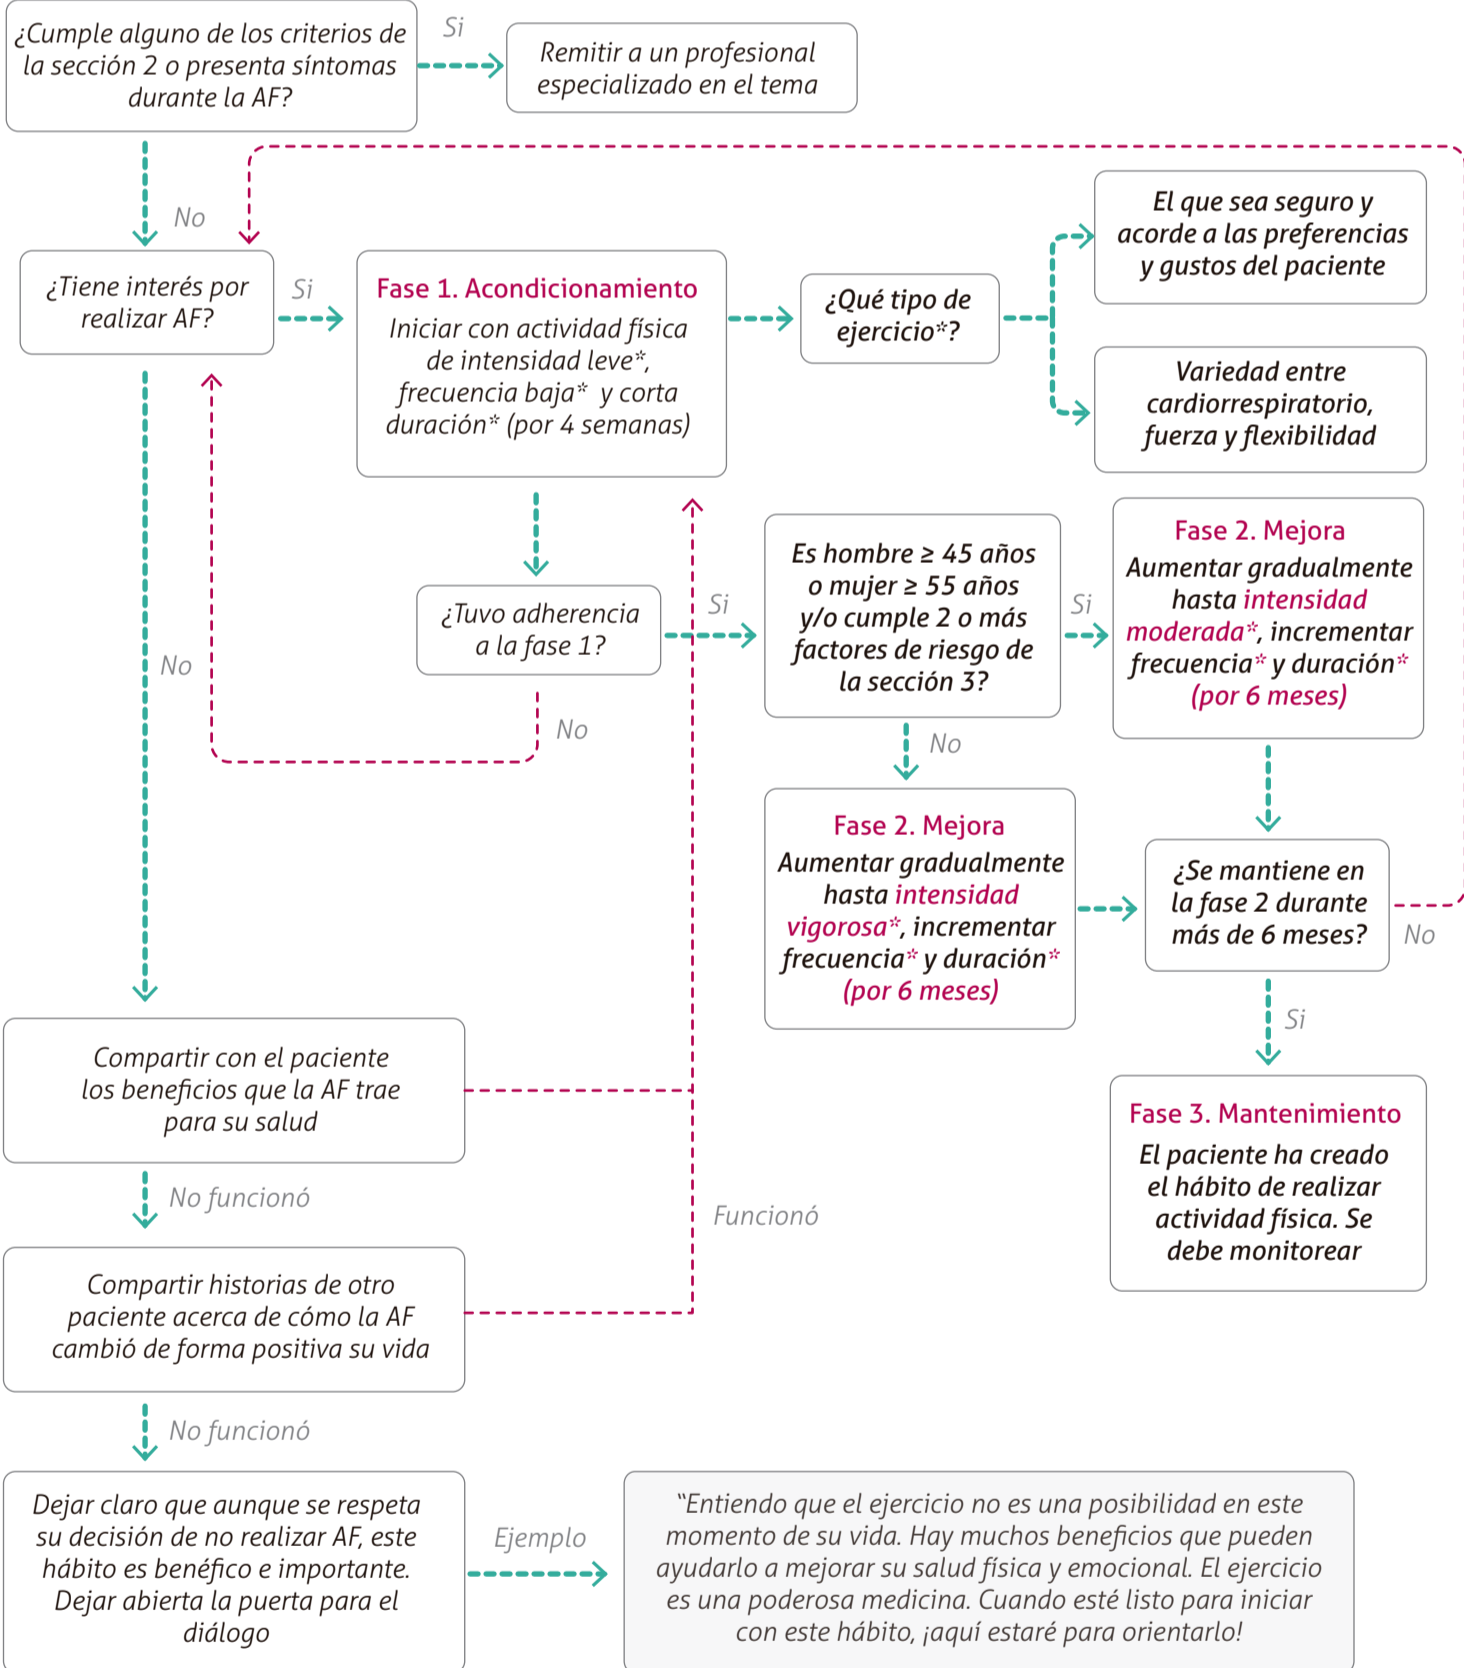 ¿Cumple alguno de los criterios de
la sección 2 o presenta síntomas
durante la AF?
Si
Remitir a un profesional
especializado en el tema
No
¿Tiene interés por
realizar AF?
Si
Fase 1. Acondicionamiento
Iniciar con actividad física
de intensidad leve*,
frecuencia baja* y corta
duración* (por 4 semanas)
¿Qué tipo de
ejercicio*?
El que sea seguro y
acorde a las preferencias
y gustos del paciente
Variedad entre
cardiorrespiratorio,
fuerza y flexibilidad
¿Tuvo adherencia
a la fase 1?
Si
No
Es hombre ≥ 45 años
o mujer ≥ 55 años
y/o cumple 2 o más
factores de riesgo de
la sección 3?
Si
Fase 2. Mejora
Aumentar gradualmente
hasta intensidad
moderada*, incrementar
frecuencia* y duración*
(por 6 meses)
No
Fase 2. Mejora
Aumentar gradualmente
hasta intensidad
vigorosa*, incrementar
frecuencia* y duración*
(por 6 meses)
¿Se mantiene en
la fase 2 durante
más de 6 meses?
No
Si
Fase 3. Mantenimiento
El paciente ha creado
el hábito de realizar
actividad física. Se
debe monitorear
No
Compartir con el paciente
los beneficios que la AF trae
para su salud
No funcionó
Funcionó
Compartir historias de otro
paciente acerca de cómo la AF
cambió de forma positiva su vida
No funcionó
Dejar claro que aunque se respeta
su decisión de no realizar AF, este
hábito es benéfico e importante.
Dejar abierta la puerta para el
diálogo
Ejemplo
“Entiendo que el ejercicio no es una posibilidad en este
momento de su vida. Hay muchos beneficios que pueden
ayudarlo a mejorar su salud física y emocional. El ejercicio
es una poderosa medicina. Cuando esté listo para iniciar
con este hábito, ¡aquí estaré para orientarlo!